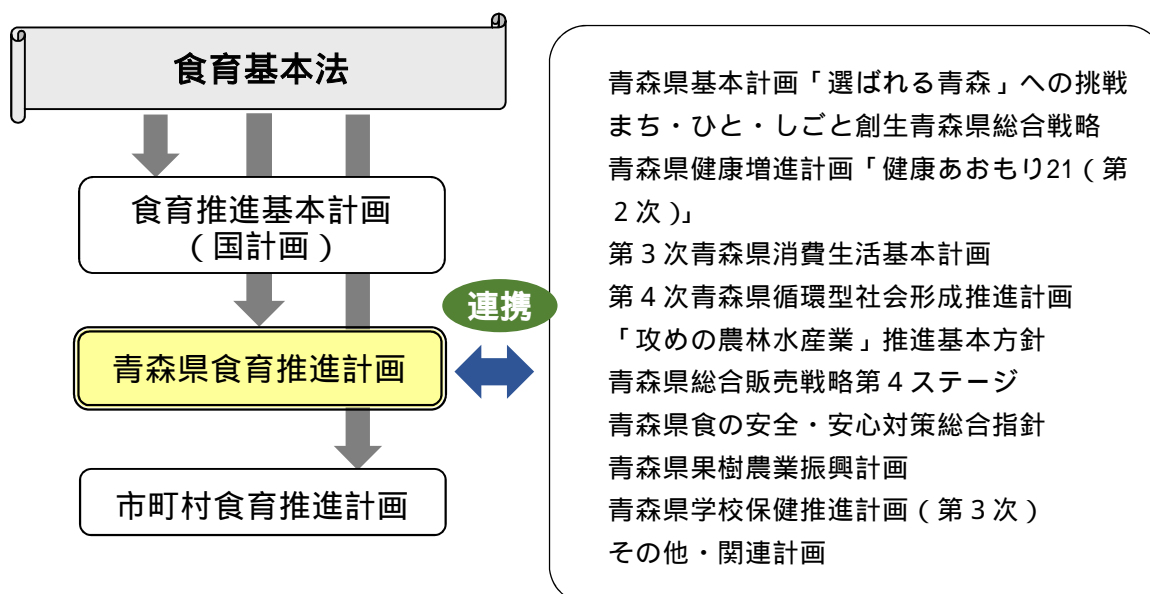 食育基本法
食育推進基本計画
（国計画）
連携
青森県食育推進計画
市町村食育推進計画
青森県基本計画「選ばれる青森」への挑戦
まち・ひと・しごと創生青森県総合戦略
青森県健康増進計画「健康あおもり21（第
２次）」
第３次青森県消費生活基本計画
第４次青森県循環型社会形成推進計画
「攻めの農林水産業」推進基本方針
青森県総合販売戦略第４ステージ
青森県食の安全・安心対策総合指針
青森県果樹農業振興計画
青森県学校保健推進計画（第３次）
その他・関連計画